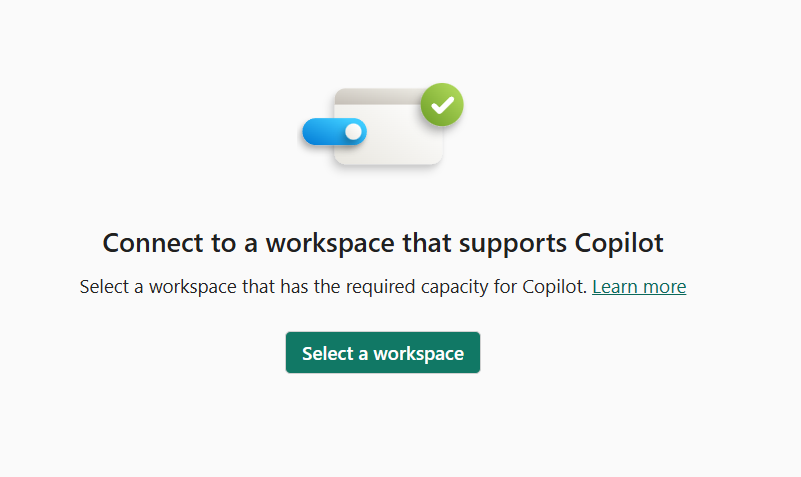 Connect to a workspace that supports Copilot
Select a workspace that has the required capacity for Copilot. Learn more
Select a workspace